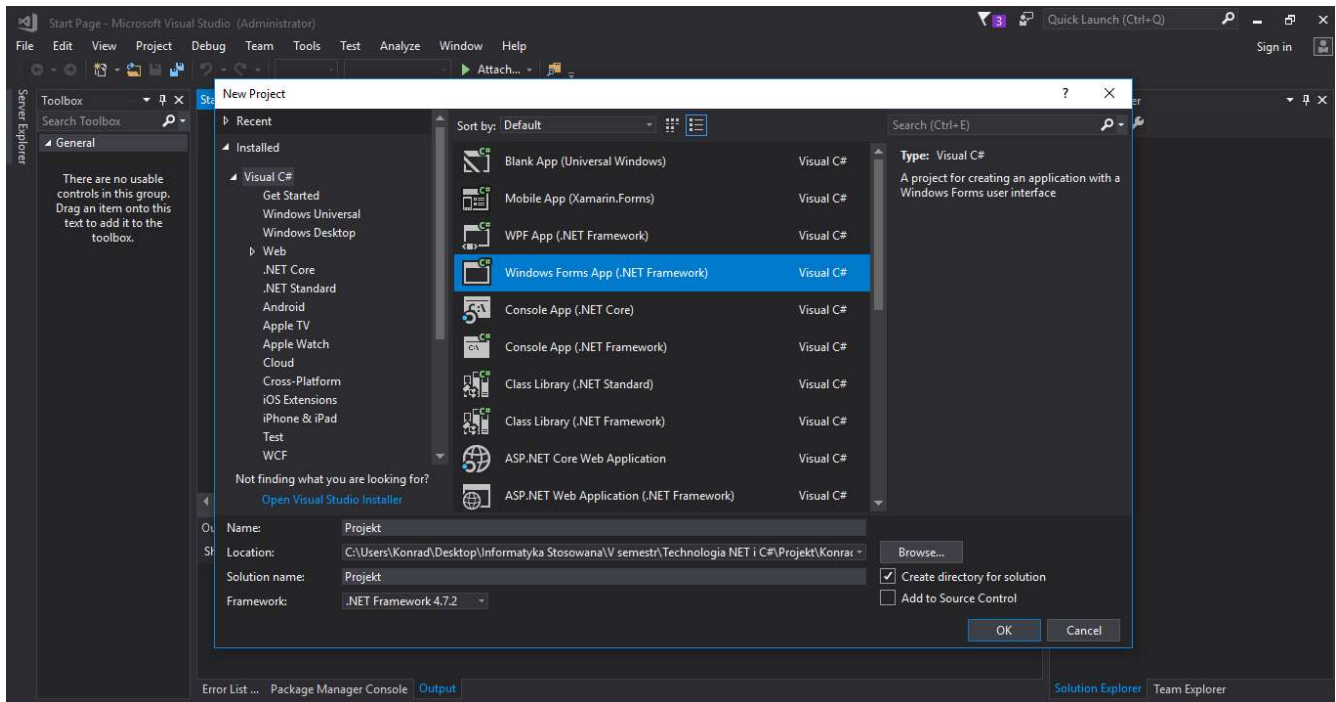 Start Page - Microsoft Visual Studio (Administrator)
3
Quick Launch (Ctrl+Q)
File Edit View Project Debug Team Tools Test Analyze Window Help
Sign in
Attach...
Server Explorer
Toolbox
Search Toolbox
General
There are no usable
controls in this group.
Drag an item onto this
text to add it to the
toolbox.
New Project
Recent
Installed
Visual C#
Get Started
Windows Universal
Windows Desktop
Web
.NET Core
.NET Standard
Android
Apple TV
Apple Watch
Cloud
Cross-Platform
iOS Extensions
iPhone & iPad
Test
WCF
Not finding what you are looking for?
Open Visual Studio Installer
Sort by: Default
Blank App (Universal Windows) Visual C#
Mobile App (Xamarin.Forms) Visual C#
WPF App (.NET Framework) Visual C#
Windows Forms App (.NET Framework) Visual C#
Console App (.NET Core) Visual C#
Console App (.NET Framework) Visual C#
Class Library (.NET Standard) Visual C#
Class Library (.NET Framework) Visual C#
ASP.NET Core Web Application Visual C#
ASP.NET Web Application (.NET Framework) Visual C#
Search (Ctrl+E)
Type: Visual C#
A project for creating an application with a
Windows Forms user interface
Name: Projekt
Location: C:\Users\Konrad\Desktop\Informatyka Stosowana\V semestr\Technologia NET i C#\Projekt\Konrac
Browse...
Solution name: Projekt
Create directory for solution
Framework: .NET Framework 4.7.2
Add to Source Control
OK Cancel
Error List ... Package Manager Console Output
Solution Explorer Team Explorer